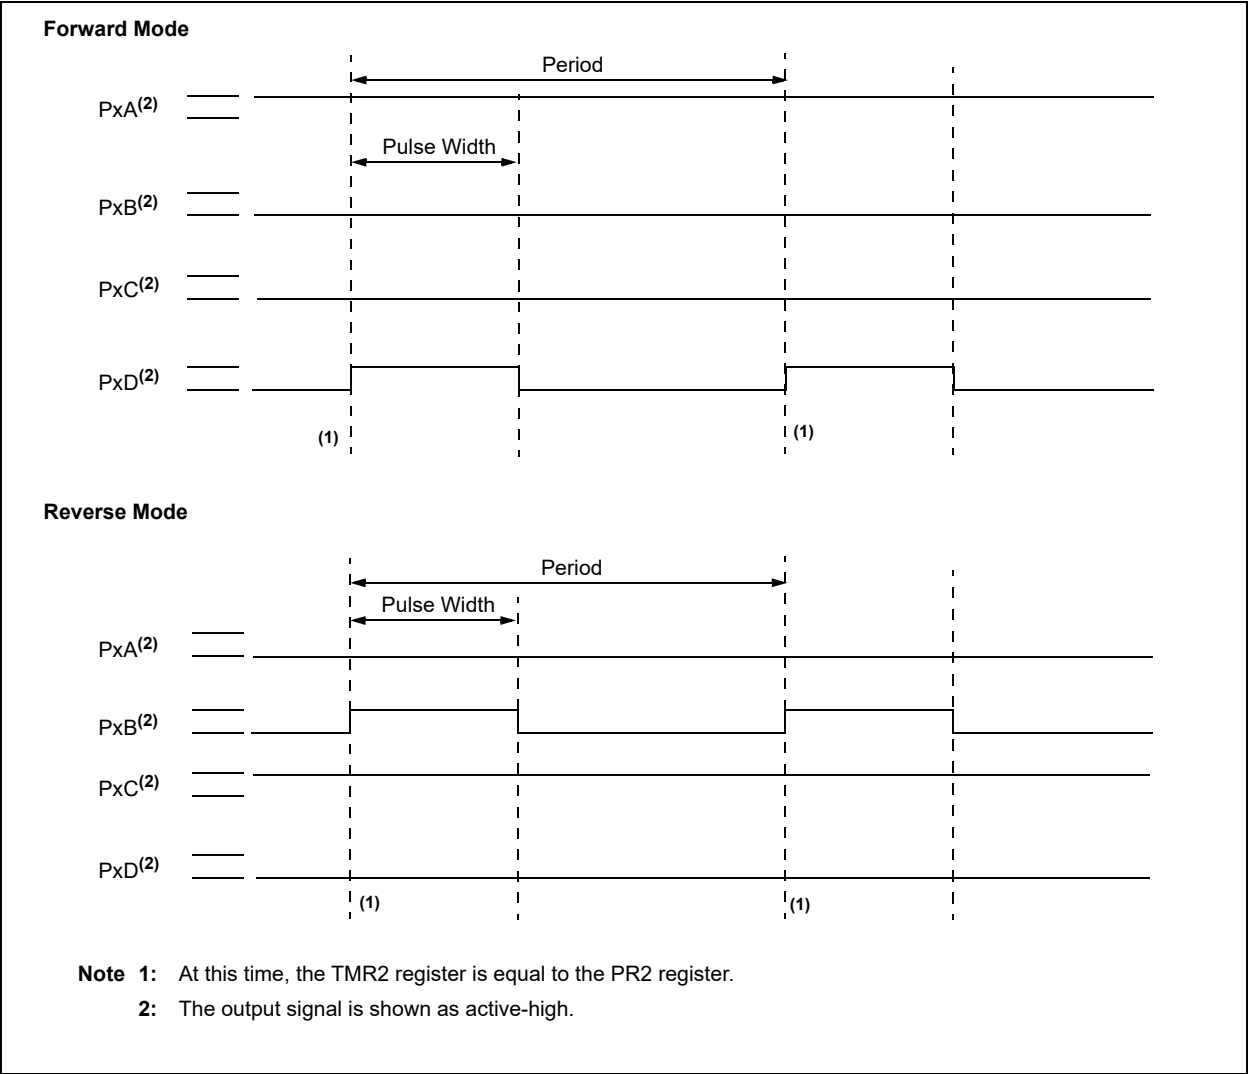 Forward Mode
Period
PxA(2)
Pulse Width
PxB(2)
PxC(2)
PxD(2)
(1) (1)
Reverse Mode
Period
Pulse Width
PxA(2)
PxB(2)
PxC(2)
PxD(2)
(1) (1)
Note 1: At this time, the TMR2 register is equal to the PR2 register.
2: The output signal is shown as active-high.